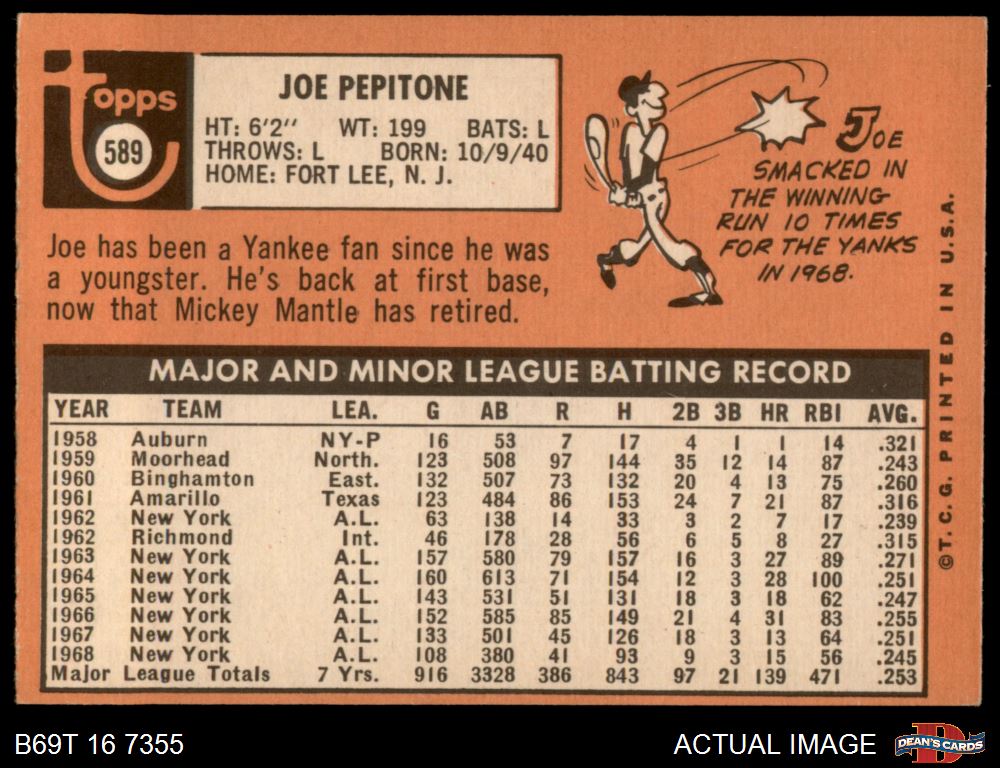 Topps
589
JOE PEPITONE
HT: 6'2" WT: 199 BATS: L
THROWS: L BORN: 10/9/40
HOME: FORT LEE, N. J.
JOE
SMACKED IN
THE WINNING
RUN 10 TIMES
FOR THE YANKS
IN 1968.
Joe has been a Yankee fan since he was
a youngster. He's back at first base,
now that Mickey Mantle has retired.
MAJOR AND MINOR LEAGUE BATTING RECORD
YEAR TEAM LEA. G AB R H 2B 3B HR RBI AVG.
1958 Auburn NY-P 16 53 7 17 4 1 1 14 .321
1959 Moorhead North. 123 508 97 144 35 12 14 87 .243
1960 Binghamton East. 132 507 73 132 20 4 13 75 .260
1961 Amarillo Texas 123 484 86 153 24 7 21 87 .316
1962 New York A.L. 63 138 14 33 3 2 7 17 .239
1962 Richmond Int. 46 178 28 56 6 5 8 27 .315
1963 New York A.L. 157 580 79 157 16 3 27 89 .271
1964 New York A.L. 160 613 71 154 12 3 28 100 .251
1965 New York A.L. 143 531 51 131 18 3 18 62 .247
1966 New York A.L. 152 585 85 149 21 4 31 83 .255
1967 New York A.L. 133 501 45 126 18 3 13 64 .251
1968 New York A.L. 108 380 41 93 9 3 15 56 .245
Major League Totals 7 Yrs. 916 3328 386 843 97 21 139 471 .253
©T. C. G. PRINTED IN U.S.A.
B69T 16 7355
ACTUAL IMAGE
D
DEAN'S CARDS